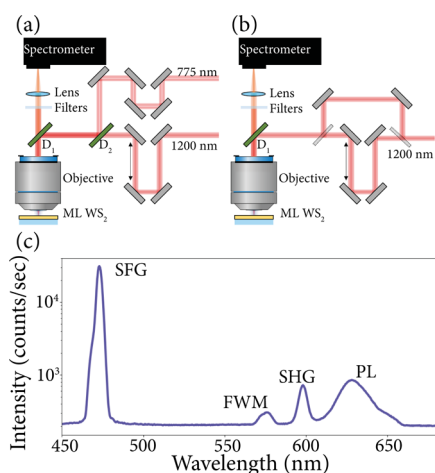 (a)
Spectrometer
775 nm
Lens
Filters
D1
D2
1200 nm
Objective
ML WS2
(b)
Spectrometer
Lens
Filters
D1
1200 nm
Objective
ML WS2
(c)
SFG
FWM
SHG
PL
10^4
10^3
Intensity (counts/sec)
450 500 550 600 650
Wavelength (nm)